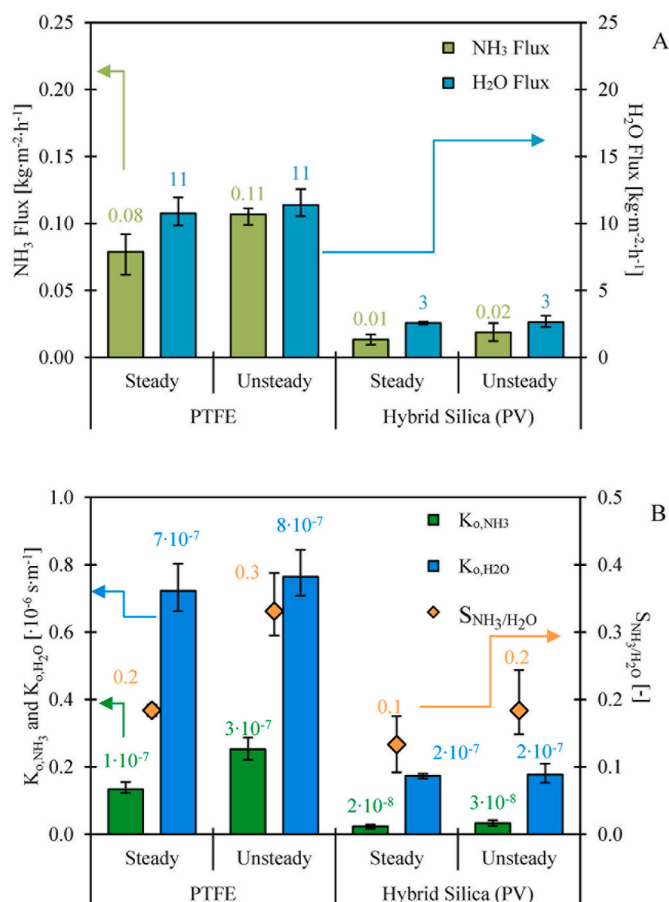 A
NH₃ Flux [kg·m⁻²·h⁻¹]
H₂O Flux [kg·m⁻²·h⁻¹]
0.25
0.20
0.15
0.10
0.05
0.00
25
20
15
10
5
0
NH₃ Flux
H₂O Flux
0.08
11
0.11
11
0.01
3
0.02
3
Steady
Unsteady
Steady
Unsteady
PTFE
Hybrid Silica (PV)
B
K₀,NH₃ and K₀,H₂O [·10⁻⁶ s·m⁻¹]
S NH₃/H₂O [-]
1.0
0.8
0.6
0.4
0.2
0.0
0.5
0.4
0.3
0.2
0.1
0.0
Kₒ,NH3
Kₒ,H2O
S NH3/H2O
7·10⁻⁷
8·10⁻⁷
0.3
0.2
1·10⁻⁷
3·10⁻⁷
0.1
0.2
2·10⁻⁷
2·10⁻⁷
2·10⁻⁸
3·10⁻⁸
Steady
Unsteady
Steady
Unsteady
PTFE
Hybrid Silica (PV)